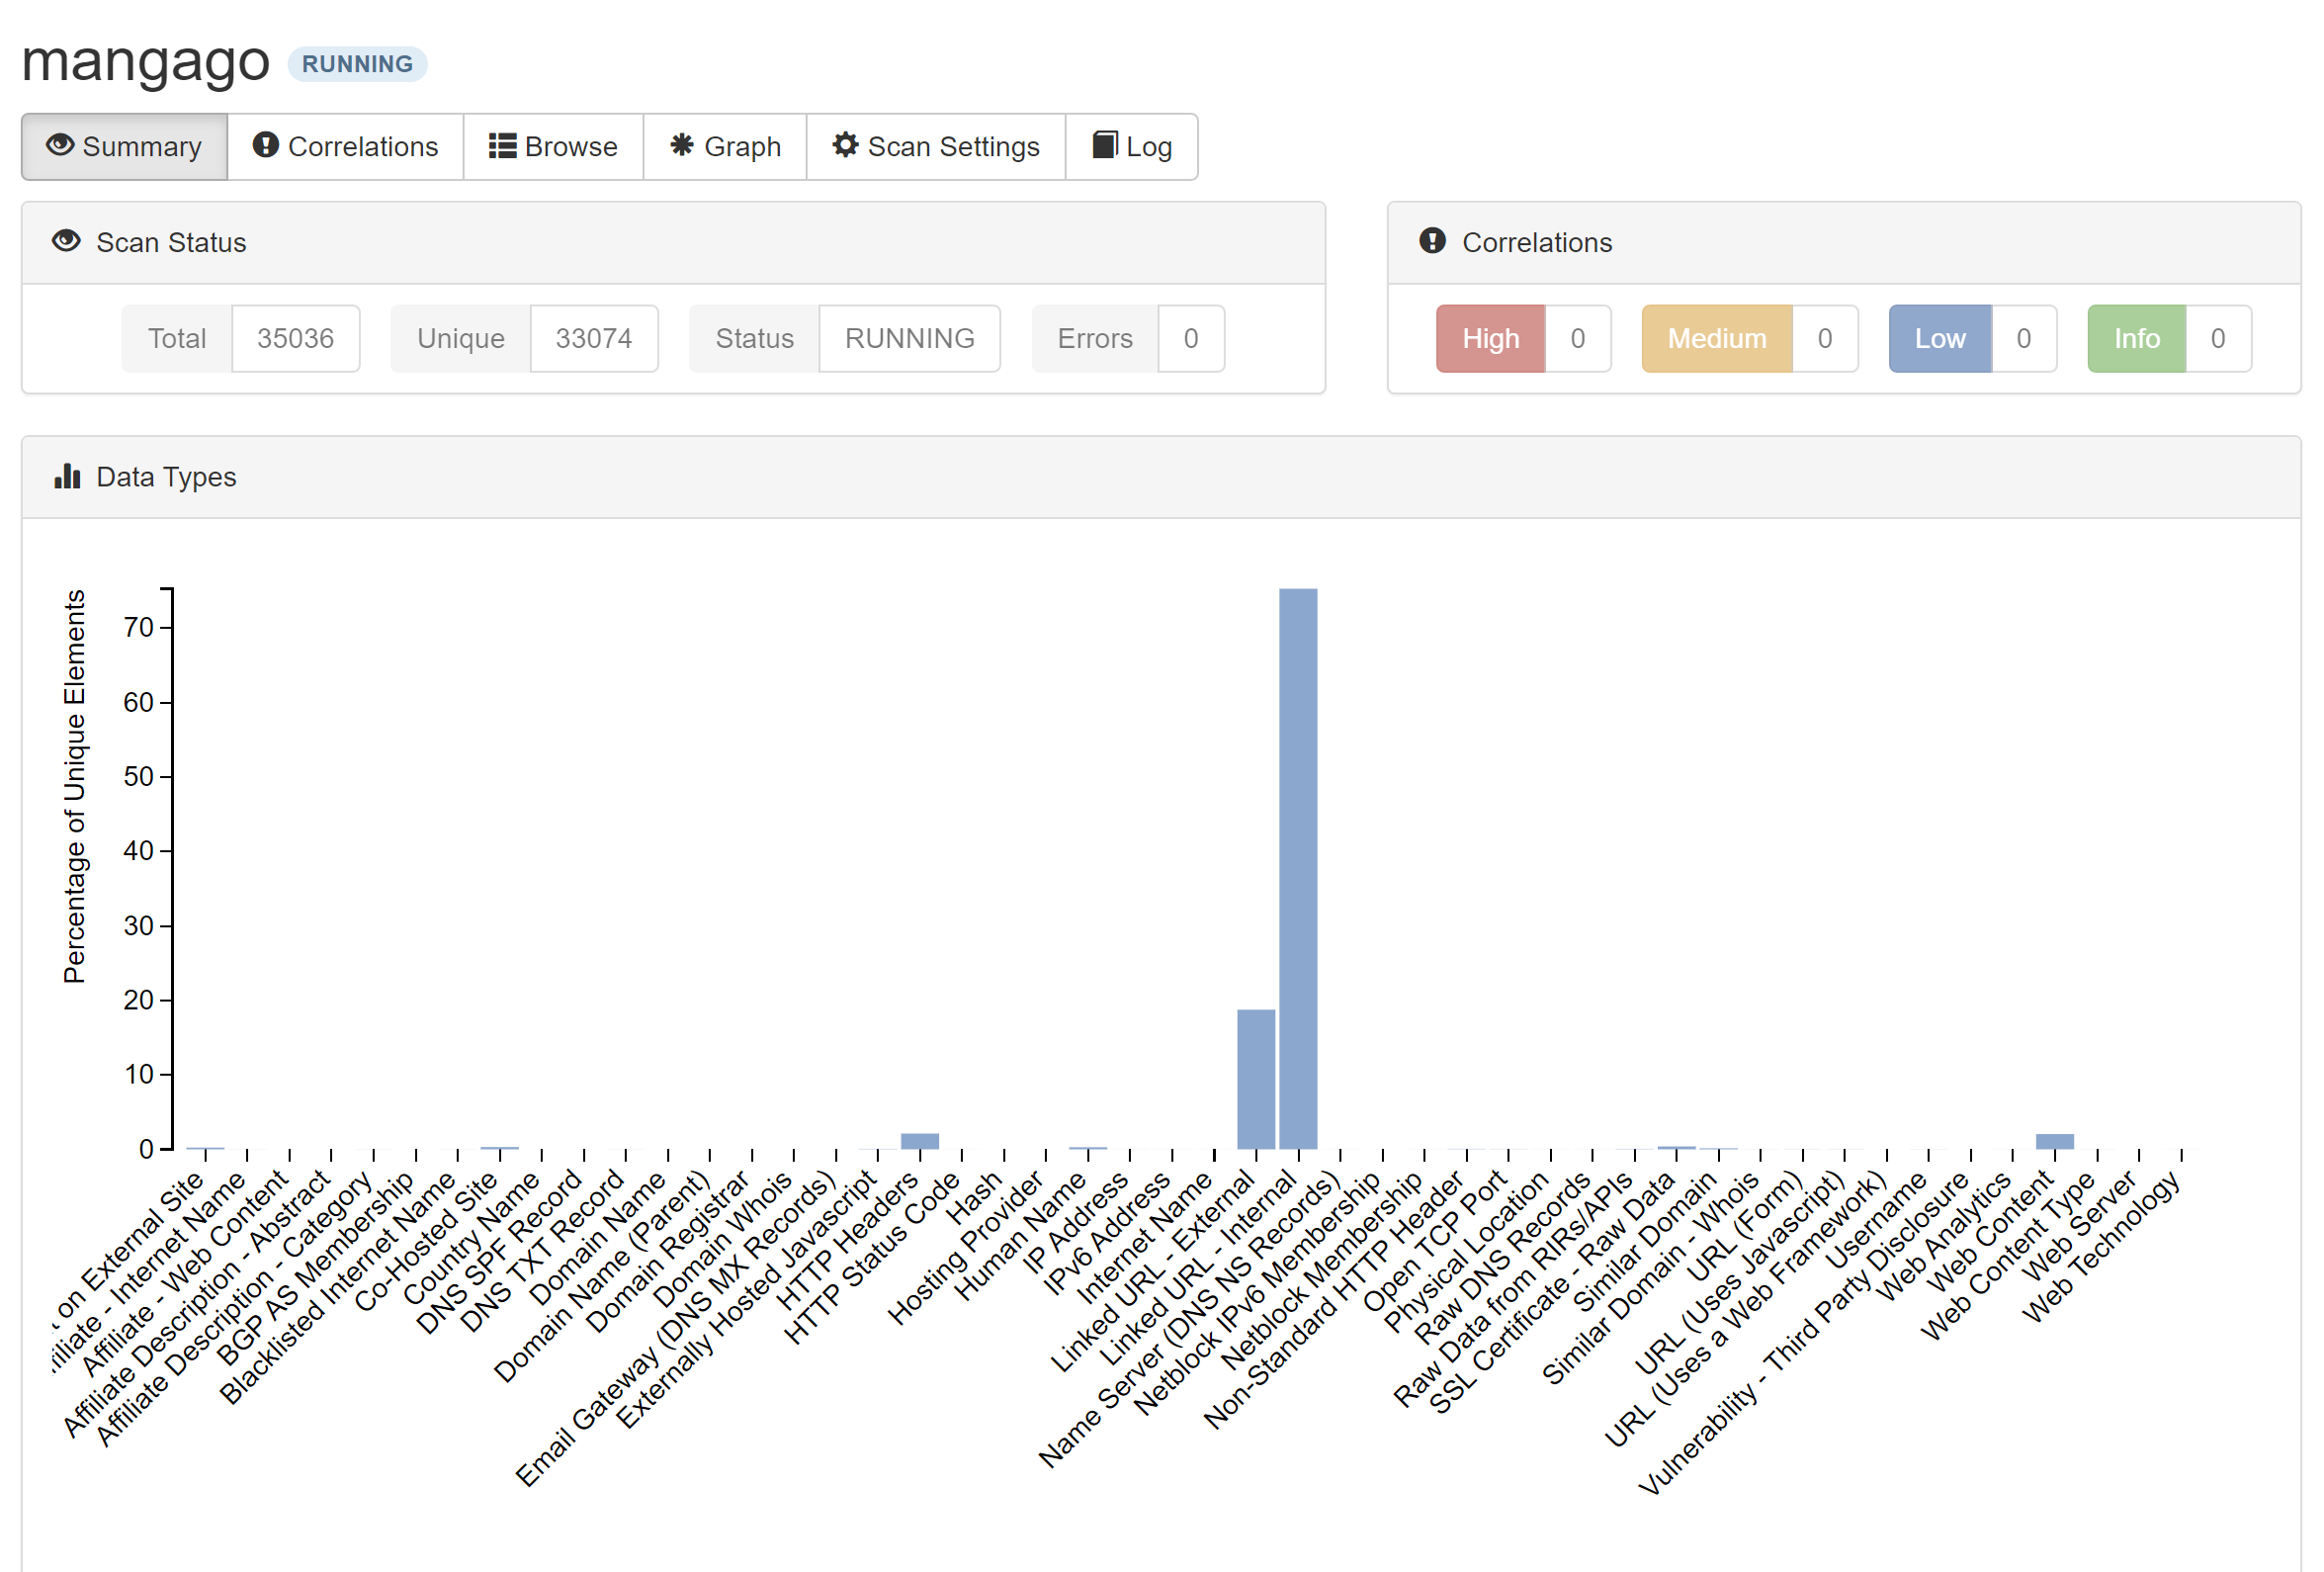 mangago RUNNING
Summary Correlations Browse Graph Scan Settings Log
Scan Status
Total 35036 Unique 33074 Status RUNNING Errors 0
Correlations
High 0 Medium 0 Low 0 Info 0
Data Types
Percentage of Unique Elements
70
60
50
40
30
20
10
0
on External Site
- Internet Name
Affiliate - Web Content
Affiliate Description - Abstract
Affiliate Description - Category
BGP AS Membership
Blacklisted Internet Name
Co-Hosted Site
Country Name
DNS SPF Record
DNS TXT Record
Domain Name
Domain Name (Parent)
Domain Registrar
Domain Whois
Email Gateway (DNS MX Records)
Externally Hosted Javascript
HTTP Headers
HTTP Status Code
Hash
Hosting Provider
Human Name
IP Address
IPv6 Address
Internet Name
Linked URL - External
Linked URL - Internal
Name Server (DNS NS Records)
Netblock IPv6 Membership
Netblock Membership
Non-Standard HTTP Header
Open TCP Port
Physical Location
Raw DNS Records
Raw Data from RIRs/APIs
SSL Certificate - Raw Data
Similar Domain
Similar Domain - Whois
URL (Form)
URL (Uses Javascript)
URL (Uses a Web Framework)
Username
Vulnerability - Third Party Disclosure
Web Analytics
Web Content
Web Content Type
Web Server
Web Technology